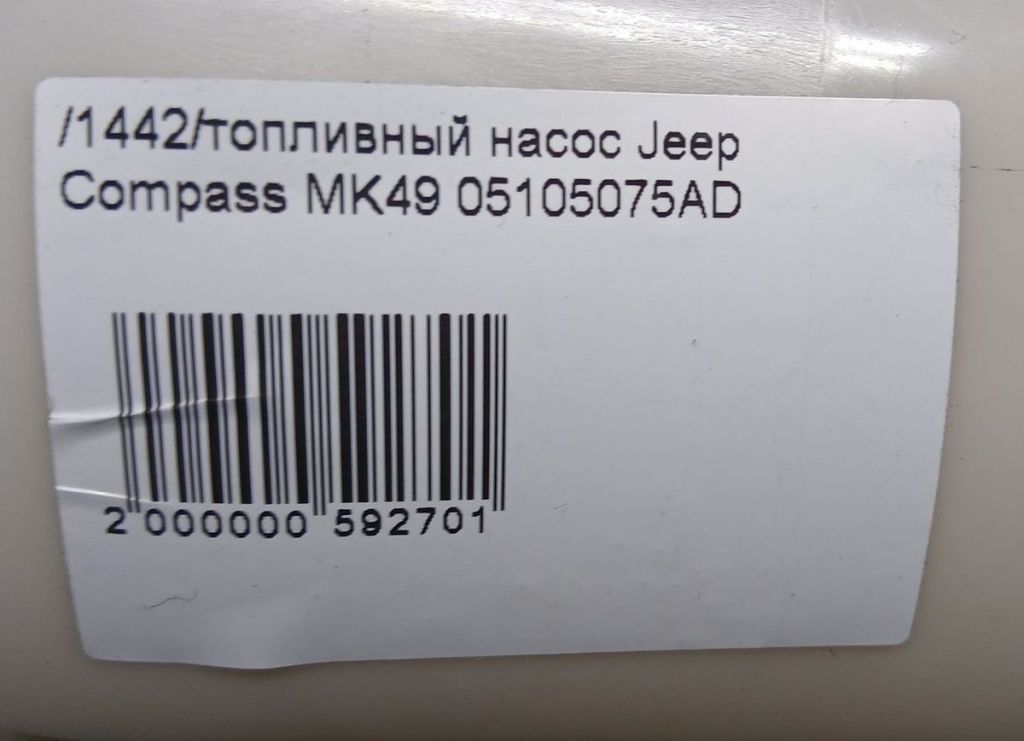 /1442/топливный насос Jeep
Compass MK49 05105075AD
2 000000 592701